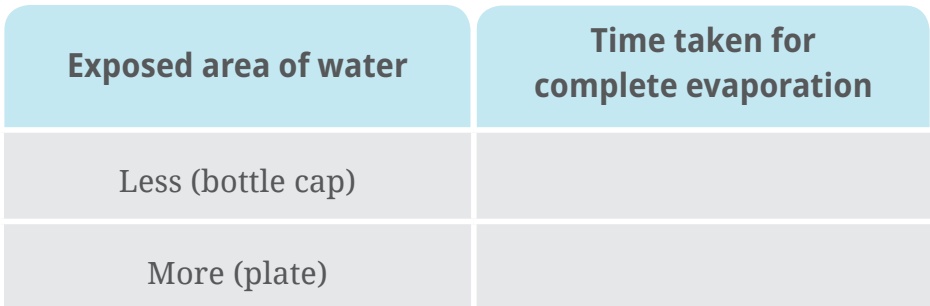 Exposed area of water
Time taken for
complete evaporation
Less (bottle cap)
More (plate)